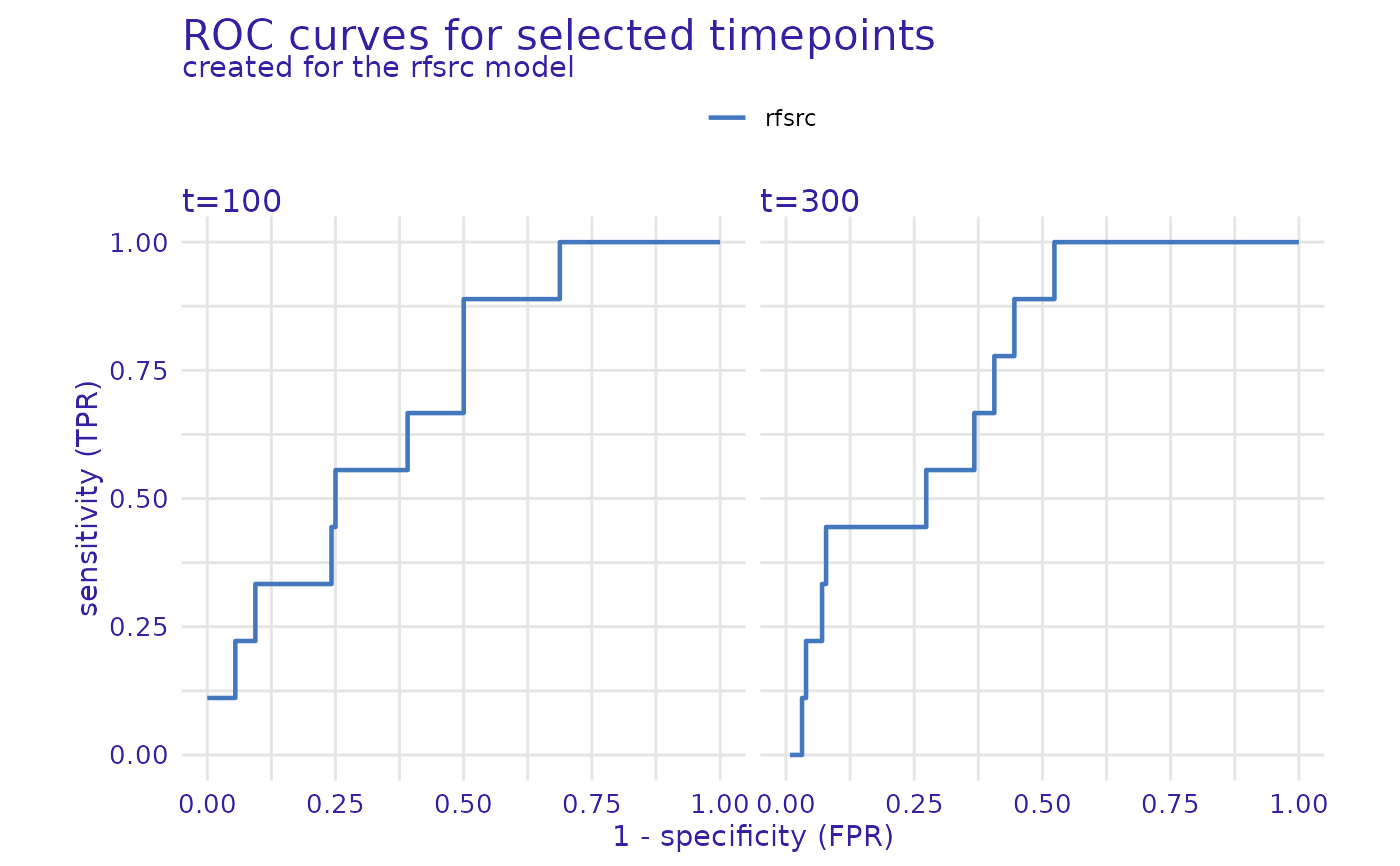 ROC curves for selected timepoints
created for the rfsrc model
rfsrc
t=100
t=300
sensitivity (TPR)
1.00
0.75
0.50
0.25
0.00
0.00 0.25 0.50 0.75 1.00 0.00 0.25 0.50 0.75 1.00
1 - specificity (FPR)